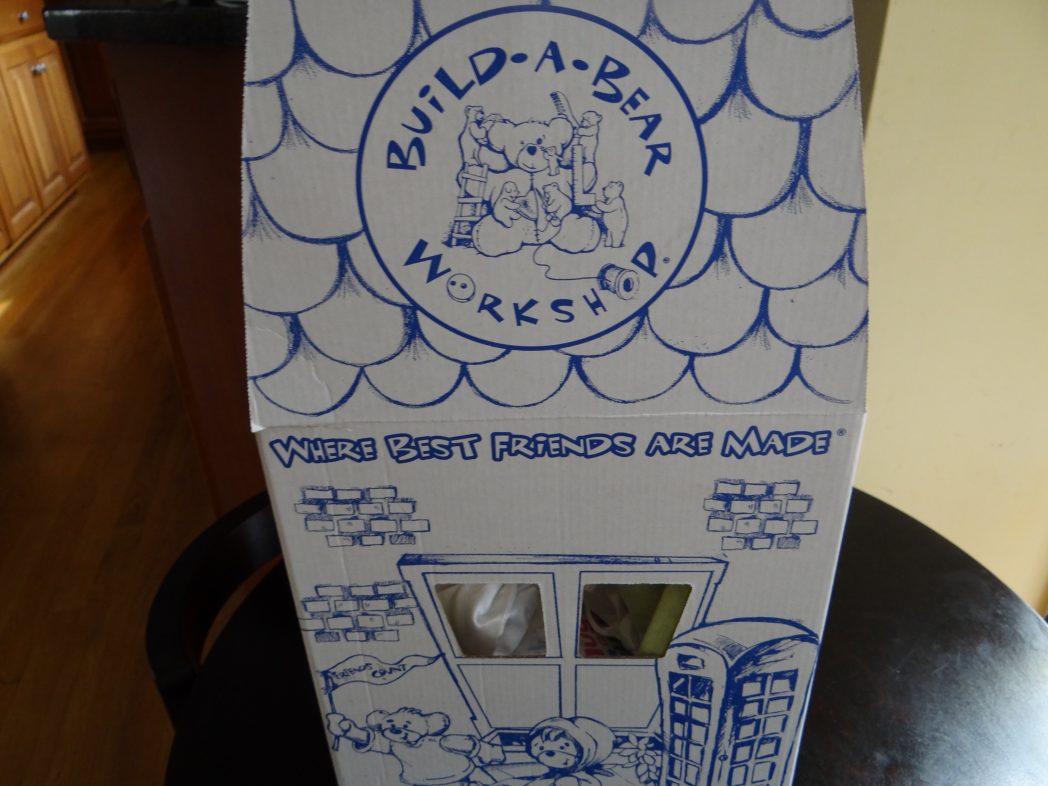 BUiLD•A•BEAR
WORKSHOP®
WHERE BEST FRiENDS ARE MADE®
FRIENDS COUNT